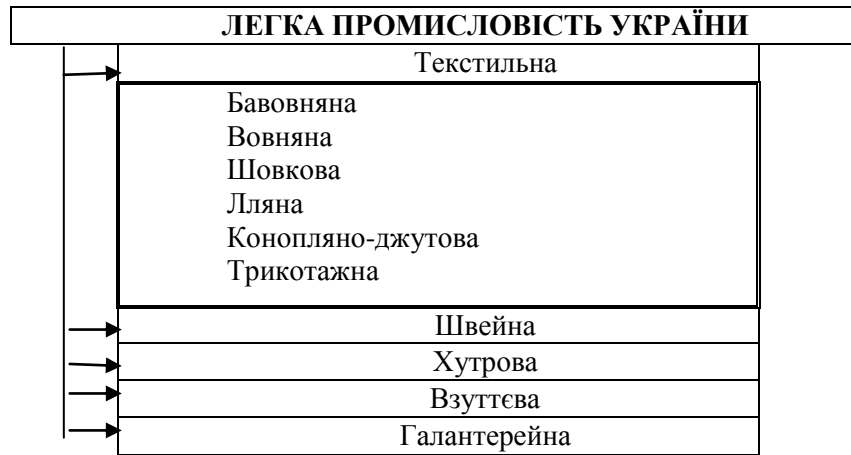 ЛЕГКА ПРОМИСЛОВІСТЬ УКРАЇНИ
Текстильна
Бавовняна
Вовняна
Шовкова
Лляна
Конопляно-джутова
Трикотажна
Швейна
Хутрова
Взуттєва
Галантерейна